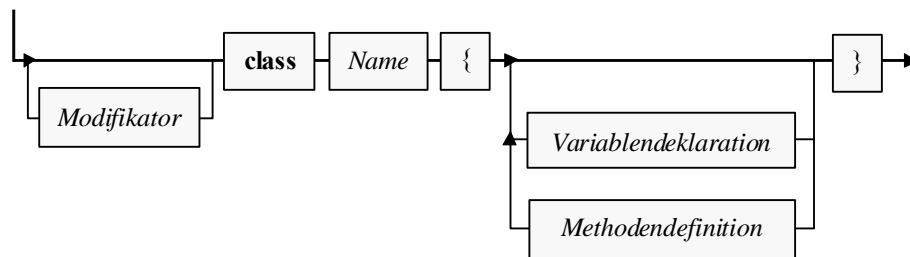 class Name { }
Modifikator
Variablendeklaration
Methodendefinition